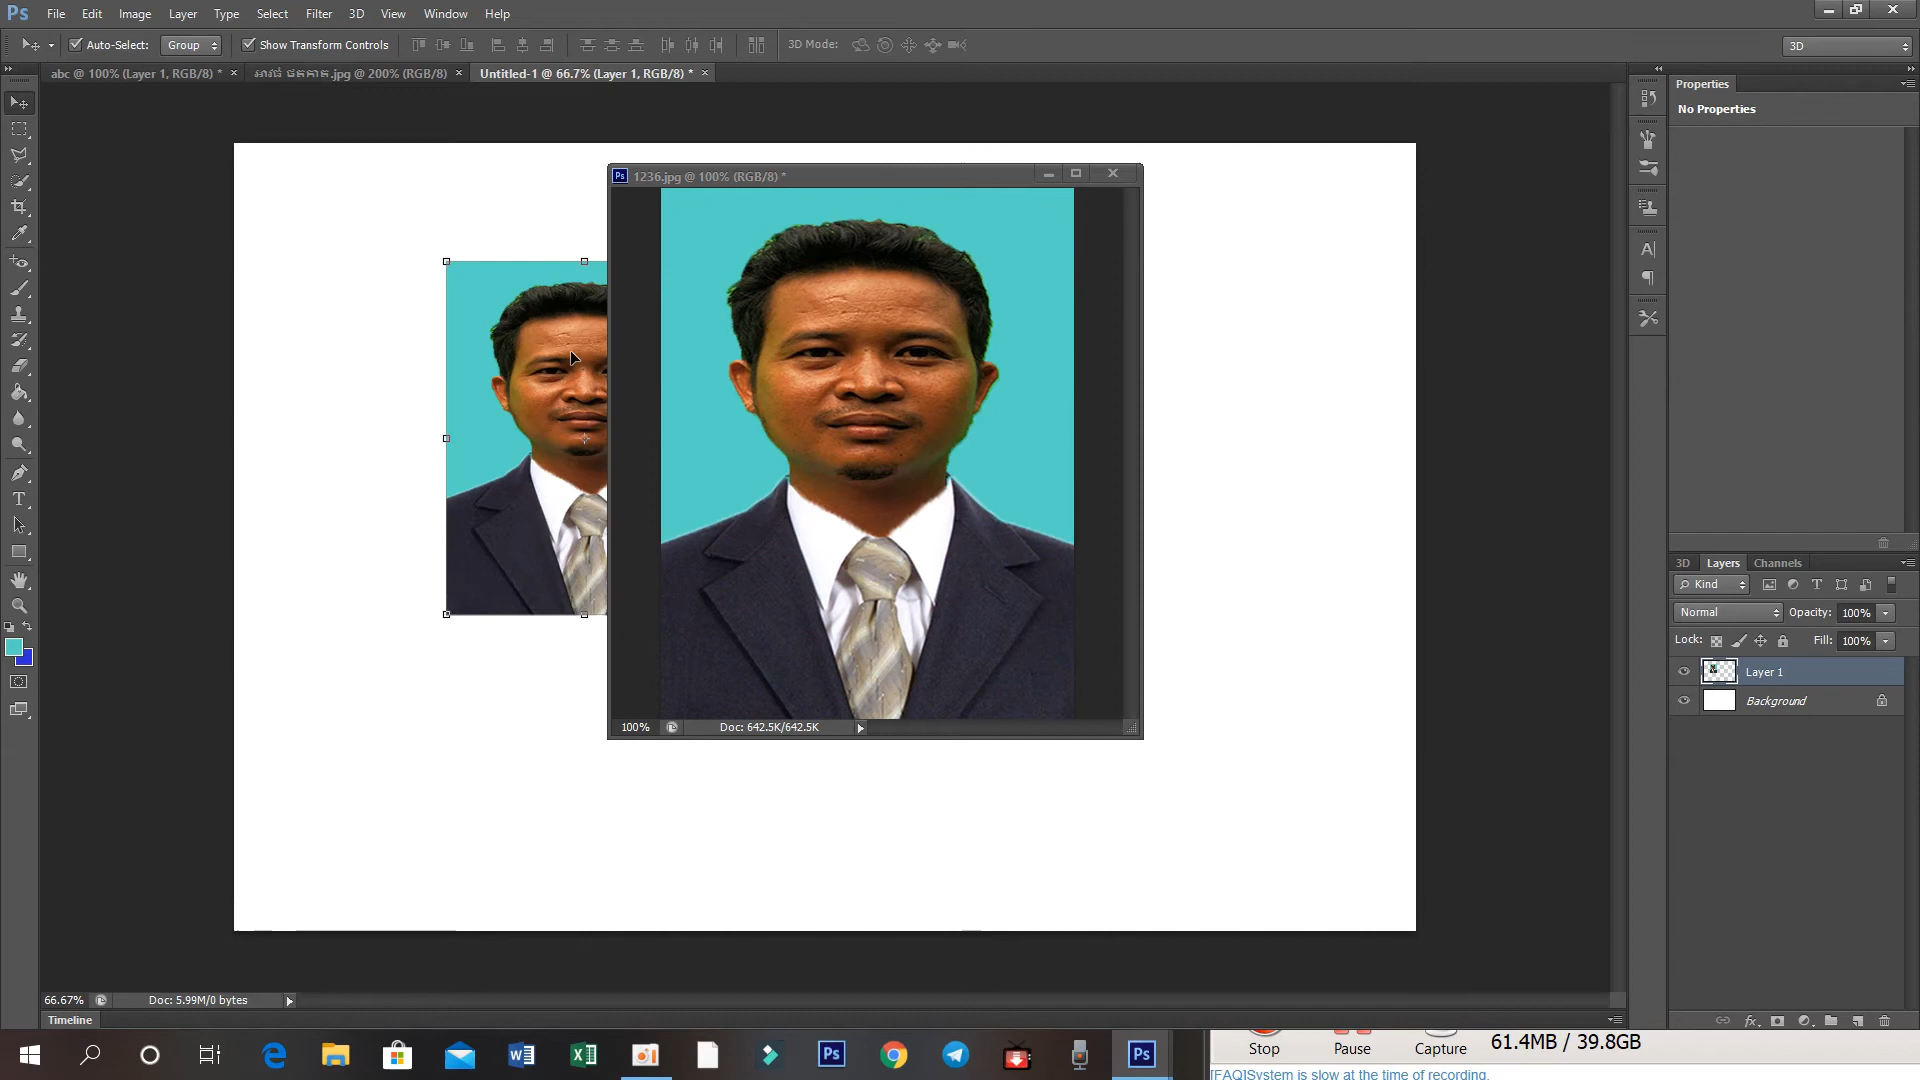 Ps File Edit Image Layer Type Select Filter 3D View Window Help
Auto-Select: Group Show Transform Controls 3D Mode: 3D
abc @ 100% (Layer 1, RGB/8) * × .jpg @ 200% (RGB/8) × Untitled-1 @ 66.7% (Layer 1, RGB/8) * ×
Properties
No Properties
Ps 1236.jpg @ 100% (RGB/8) *
100% Doc: 642.5K/642.5K
3D Layers Channels
Kind
Normal Opacity: 100%
Lock: Fill: 100%
Layer 1
Background
66.67% Doc: 5.99M/0 bytes
Timeline
Stop Pause Capture 61.4MB / 39.8GB
[FAQ]System is slow at the time of recording.